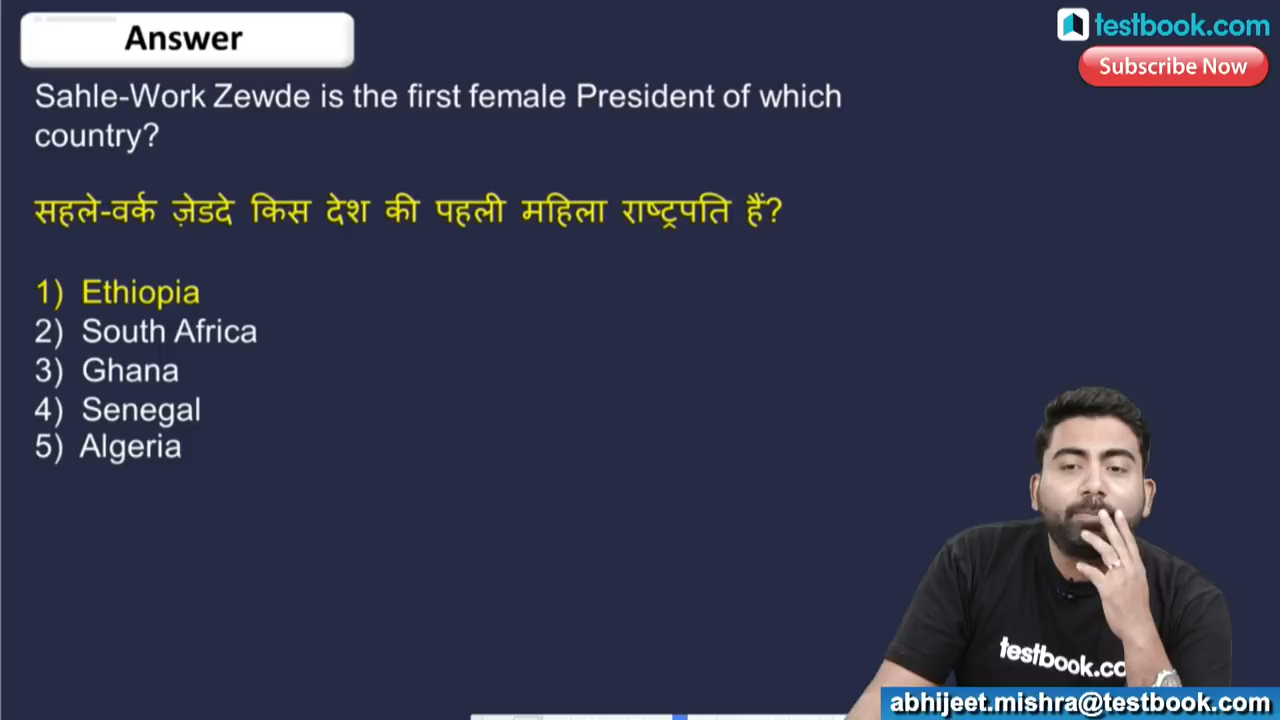 Answer
testbook.com
Subscribe Now
Sahle-Work Zewde is the first female President of which
country?
सहले-वर्क ज़ेडदे किस देश की पहली महिला राष्ट्रपति हैं?
1) Ethiopia
2) South Africa
3) Ghana
4) Senegal
5) Algeria
testbook.co
abhijeet.mishra@testbook.com